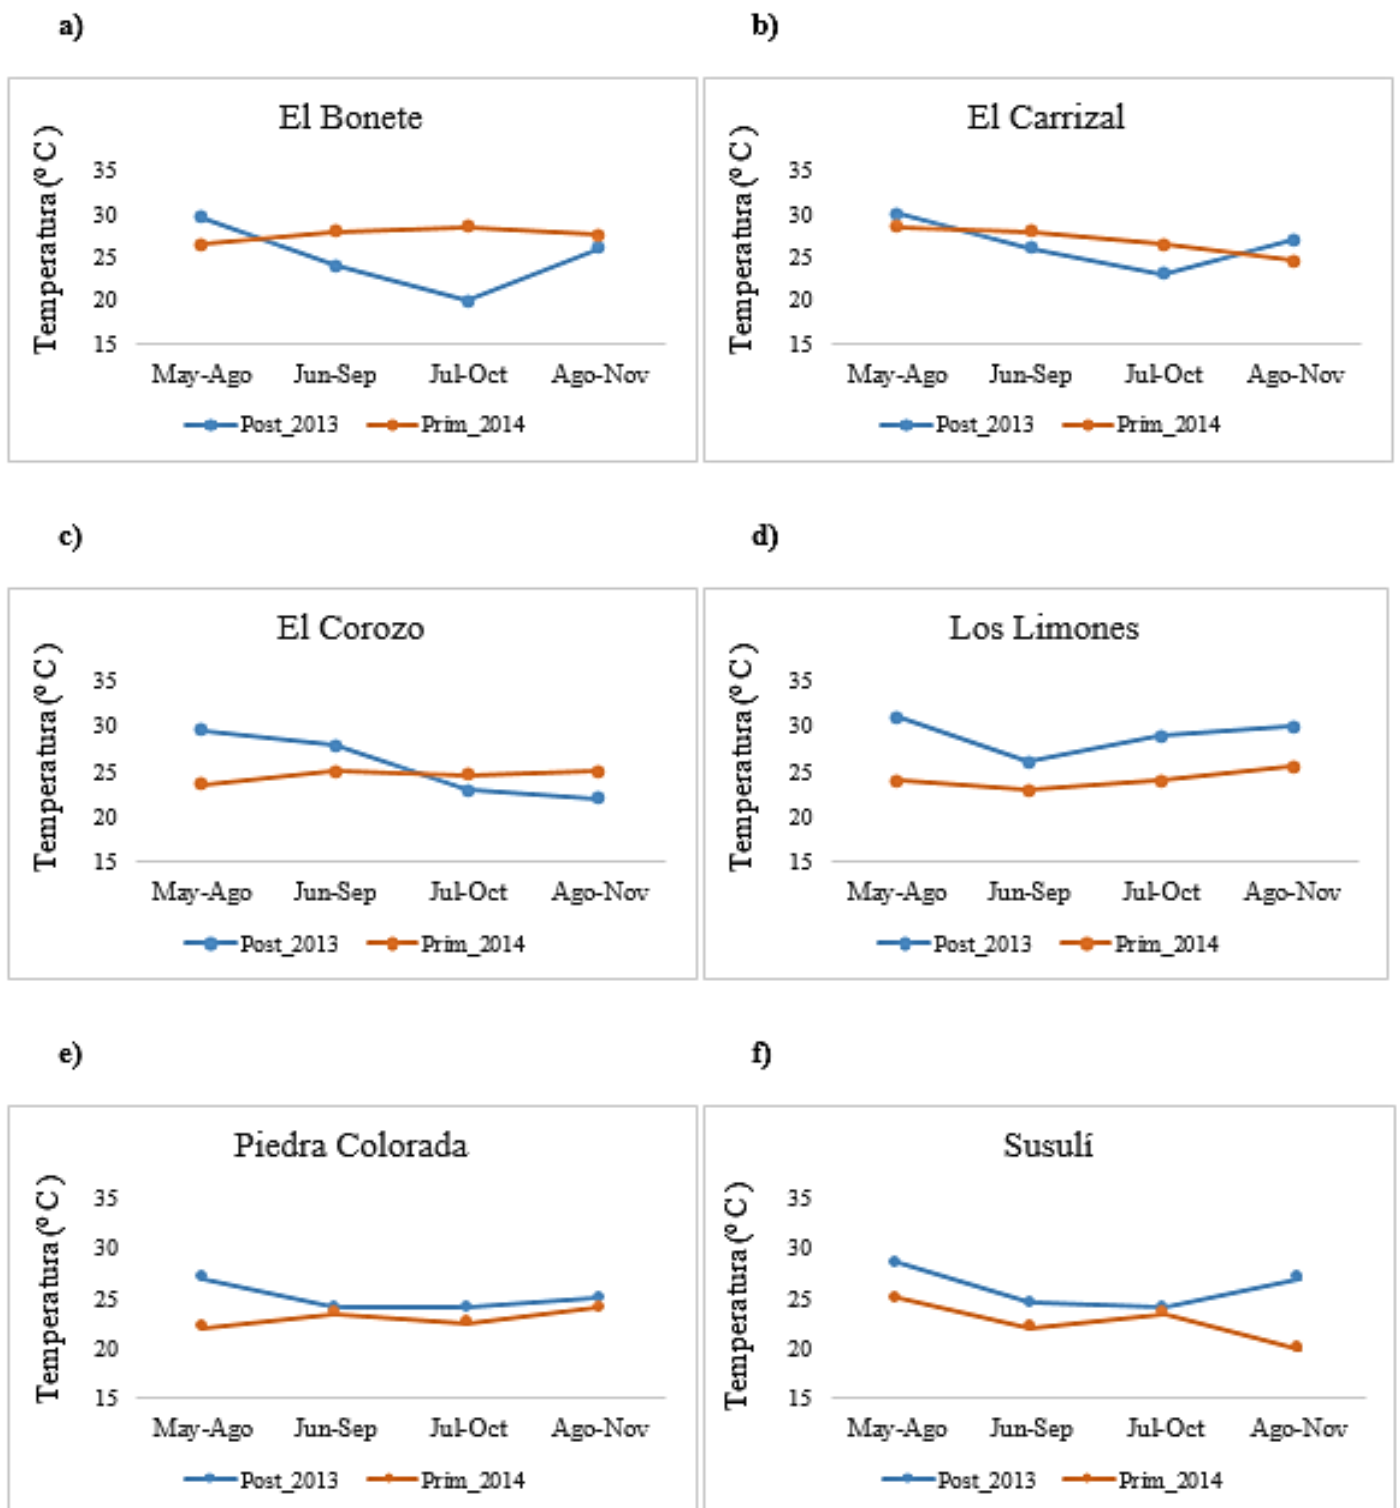 a)
El Bonete
Temperatura (º C)
35
30
25
20
15
May-Ago Jun-Sep Jul-Oct Ago-Nov
Post_2013 Prim_2014
b)
El Carrizal
Temperatura (º C)
35
30
25
20
15
May-Ago Jun-Sep Jul-Oct Ago-Nov
Post_2013 Prim_2014
c)
El Corozo
Temperatura (º C)
35
30
25
20
15
May-Ago Jun-Sep Jul-Oct Ago-Nov
Post_2013 Prim_2014
d)
Los Limones
Temperatura (º C)
35
30
25
20
15
May-Ago Jun-Sep Jul-Oct Ago-Nov
Post_2013 Prim_2014
e)
Piedra Colorada
Temperatura (º C)
35
30
25
20
15
May-Ago Jun-Sep Jul-Oct Ago-Nov
Post_2013 Prim_2014
f)
Susulí
Temperatura (º C)
35
30
25
20
15
May-Ago Jun-Sep Jul-Oct Ago-Nov
Post_2013 Prim_2014